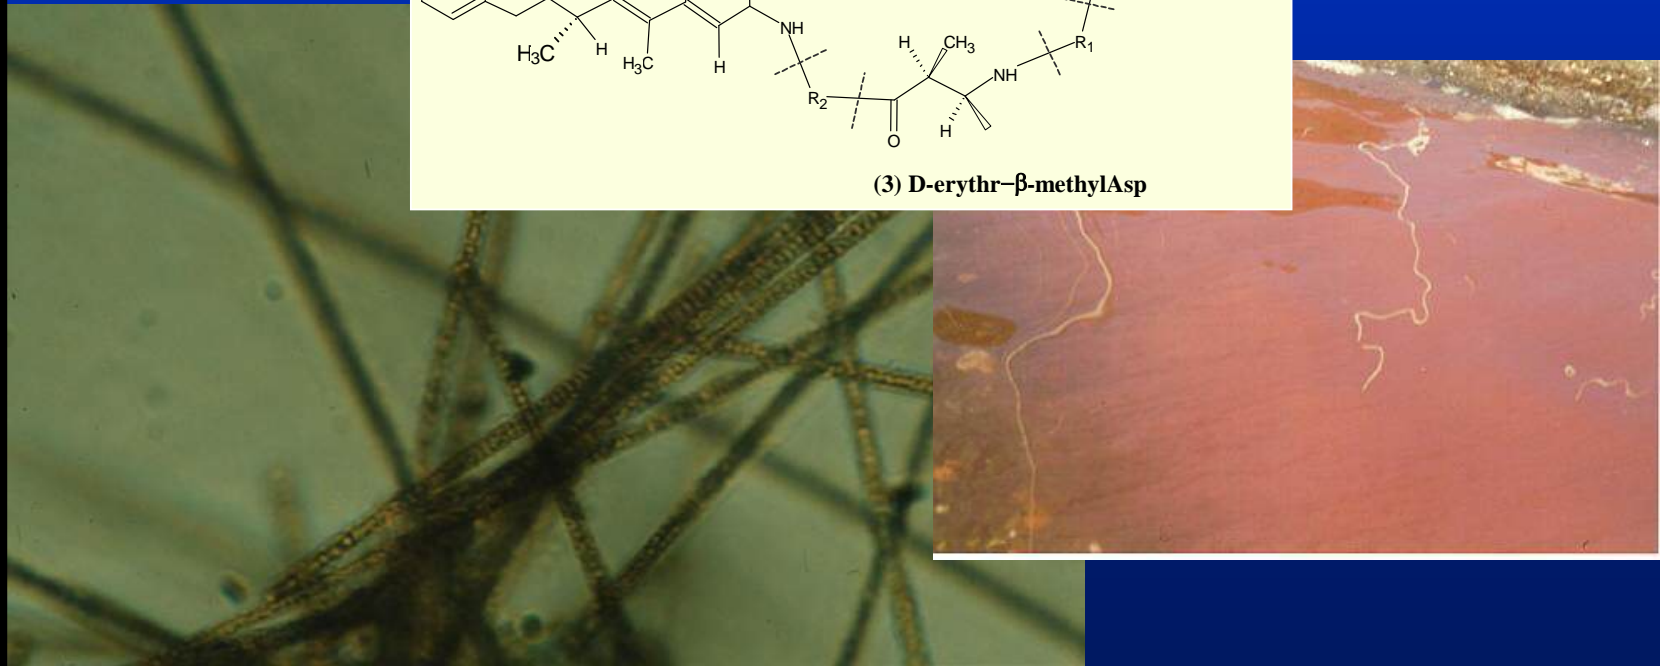 NH
H₃C
H
H₃C
H
R₂
O
H
CH₃
H
NH
R₁
(3) D-erythr−β-methylAsp